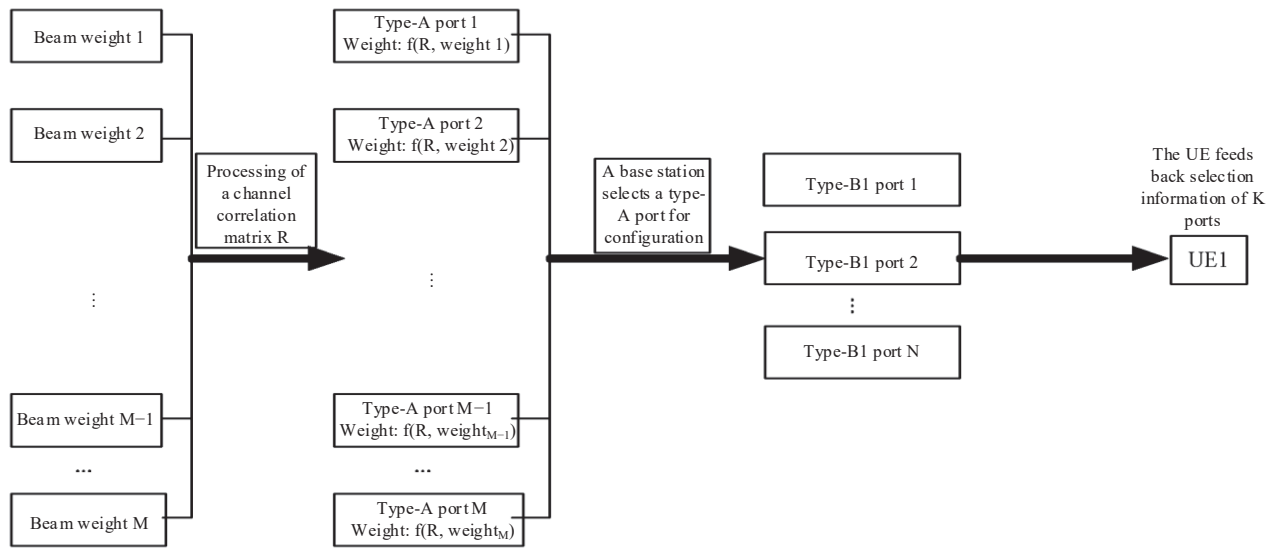 Beam weight 1
Beam weight 2
⋮
Beam weight M−1
...
Beam weight M
Processing of
a channel
correlation
matrix R
Type-A port 1
Weight: f(R, weight 1)
Type-A port 2
Weight: f(R, weight 2)
⋮
Type-A port M−1
Weight: f(R, weight_M−1)
...
Type-A port M
Weight: f(R, weight_M)
A base station
selects a type-
A port for
configuration
Type-B1 port 1
Type-B1 port 2
⋮
Type-B1 port N
The UE feeds
back selection
information of K
ports
UE1